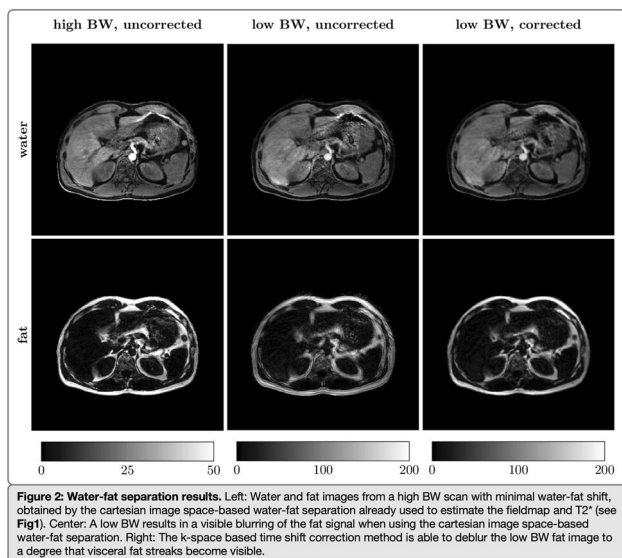 high BW, uncorrected
low BW, uncorrected
low BW, corrected
water
fat
0
25
50
0
100
200
0
100
200
Figure 2: Water-fat separation results. Left: Water and fat images from a high BW scan with minimal water-fat shift,
obtained by the cartesian image space-based water-fat separation already used to estimate the fieldmap and T2* (see
Fig1). Center: A low BW results in a visible blurring of the fat signal when using the cartesian image space-based
water-fat separation. Right: The k-space based time shift correction method is able to deblur the low BW fat image to
a degree that visceral fat streaks become visible.